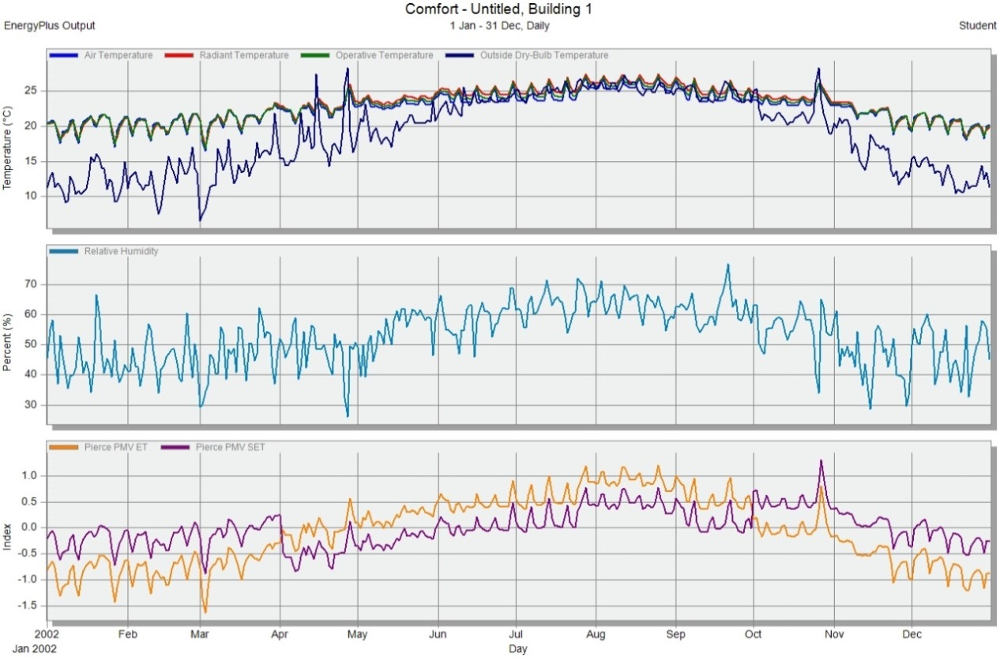 Comfort - Untitled, Building 1
EnergyPlus Output
1 Jan - 31 Dec, Daily
Student
Air Temperature Radiant Temperature Operative Temperature Outside Dry-Bulb Temperature
Temperature (°C)
25
20
15
10
Relative Humidity
Percent (%)
70
60
50
40
30
Pierce PMV ET Pierce PMV SET
Index
1.0
0.5
0.0
-0.5
-1.0
-1.5
2002 Feb Mar Apr May Jun Jul Aug Sep Oct Nov Dec
Jan 2002
Day